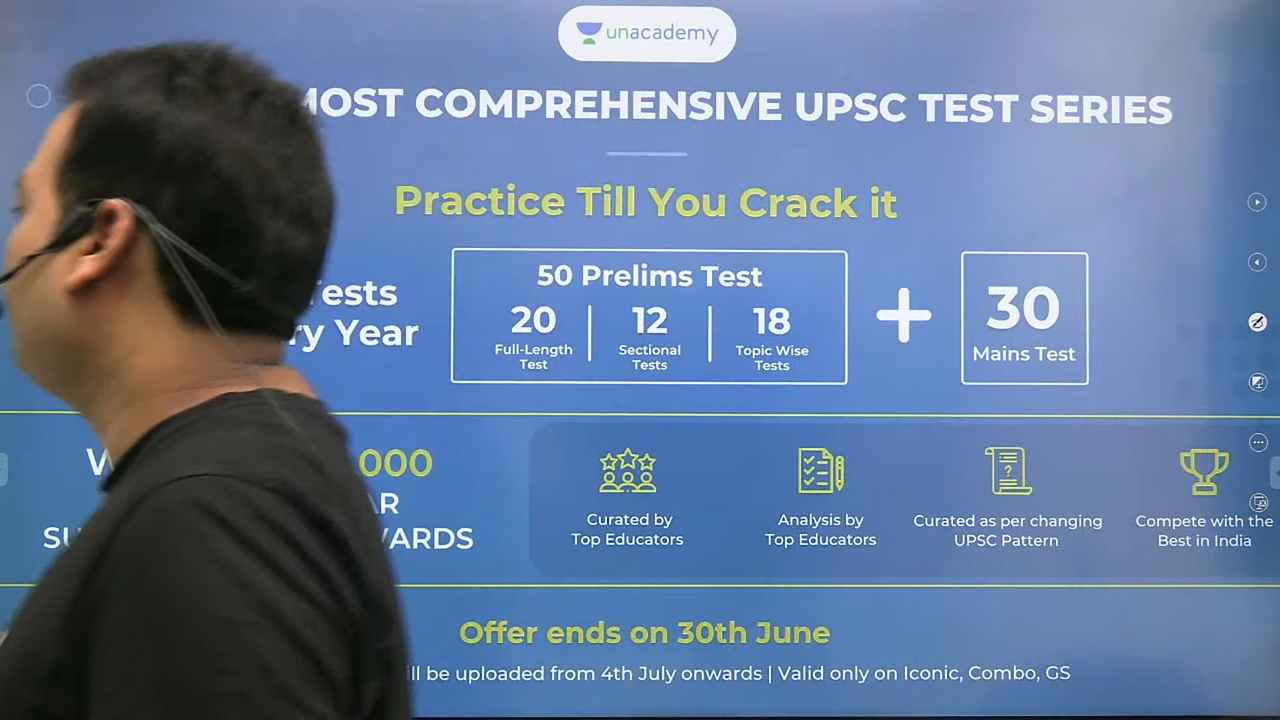 unacademy
MOST COMPREHENSIVE UPSC TEST SERIES
Practice Till You Crack it
Year
50 Prelims Test
20
Full-Length
Test
12
Sectional
Tests
18
Topic Wise
Tests
+
30
Mains Test
000
Curated by
Top Educators
Analysis by
Top Educators
Curated as per changing
UPSC Pattern
Compete with the
Best in India
Offer ends on 30th June
be uploaded from 4th July onwards | Valid only on Iconic, Combo, GS